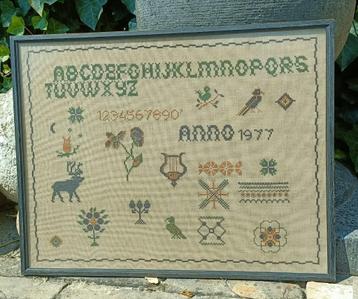 ABCDEFGHIJKLMNOPQRS
TUVWXYZ
1234567890
ANNO 1977